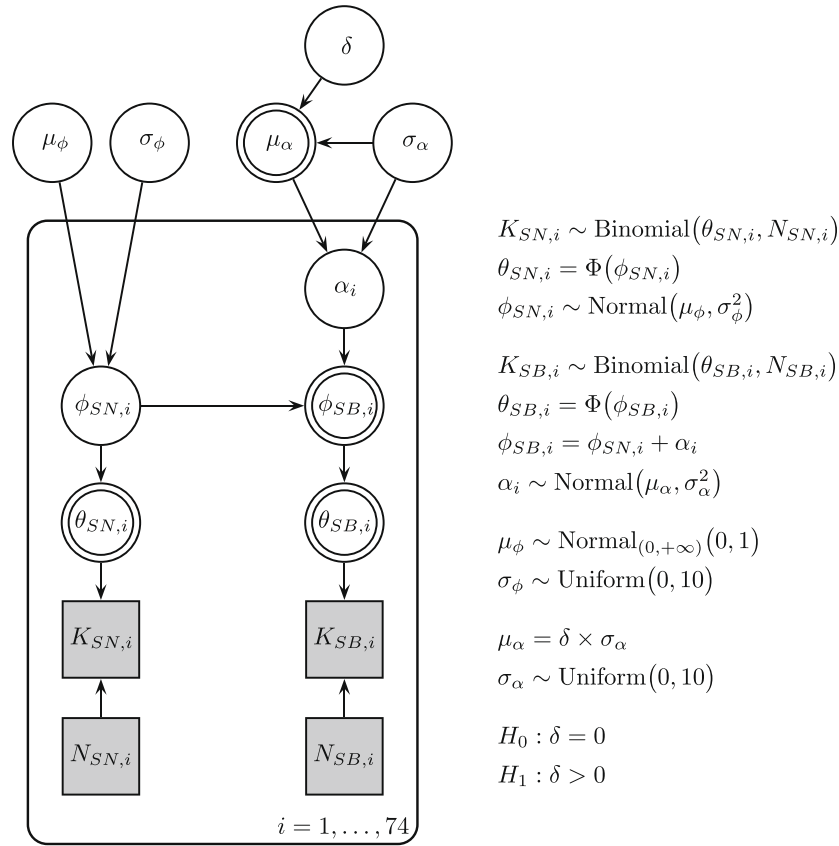 δ
μ_ϕ σ_ϕ μ_α σ_α
α_i
ϕ_{SN,i} ϕ_{SB,i}
θ_{SN,i} θ_{SB,i}
K_{SN,i} K_{SB,i}
N_{SN,i} N_{SB,i}
i = 1, . . . , 74
K_{SN,i} ∼ Binomial(θ_{SN,i}, N_{SN,i})
θ_{SN,i} = Φ(ϕ_{SN,i})
ϕ_{SN,i} ∼ Normal(μ_ϕ, σ_ϕ^2)
K_{SB,i} ∼ Binomial(θ_{SB,i}, N_{SB,i})
θ_{SB,i} = Φ(ϕ_{SB,i})
ϕ_{SB,i} = ϕ_{SN,i} + α_i
α_i ∼ Normal(μ_α, σ_α^2)
μ_ϕ ∼ Normal_{(0,+∞)}(0, 1)
σ_ϕ ∼ Uniform(0, 10)
μ_α = δ × σ_α
σ_α ∼ Uniform(0, 10)
H_0 : δ = 0
H_1 : δ > 0